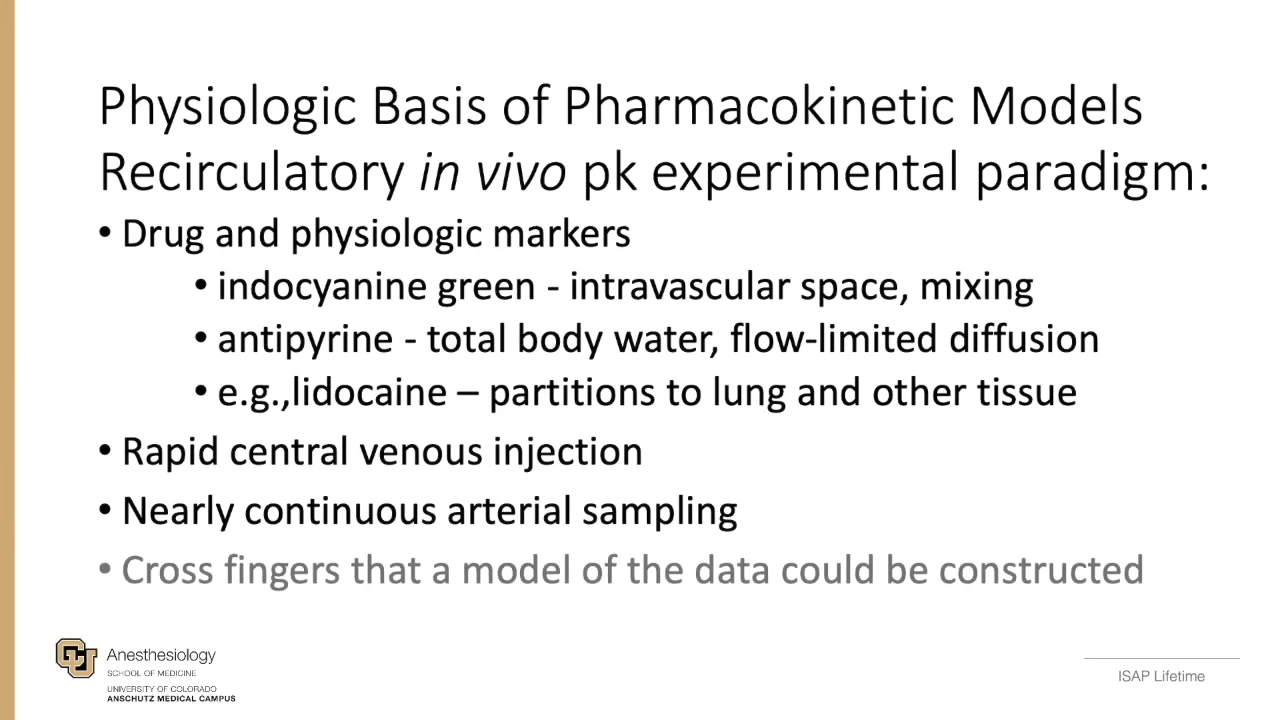 Physiologic Basis of Pharmacokinetic Models
Recirculatory in vivo pk experimental paradigm:
• Drug and physiologic markers
• indocyanine green - intravascular space, mixing
• antipyrine - total body water, flow-limited diffusion
• e.g.,lidocaine – partitions to lung and other tissue
• Rapid central venous injection
• Nearly continuous arterial sampling
• Cross fingers that a model of the data could be constructed
CU
Anesthesiology
SCHOOL OF MEDICINE
UNIVERSITY OF COLORADO
ANSCHUTZ MEDICAL CAMPUS
ISAP Lifetime